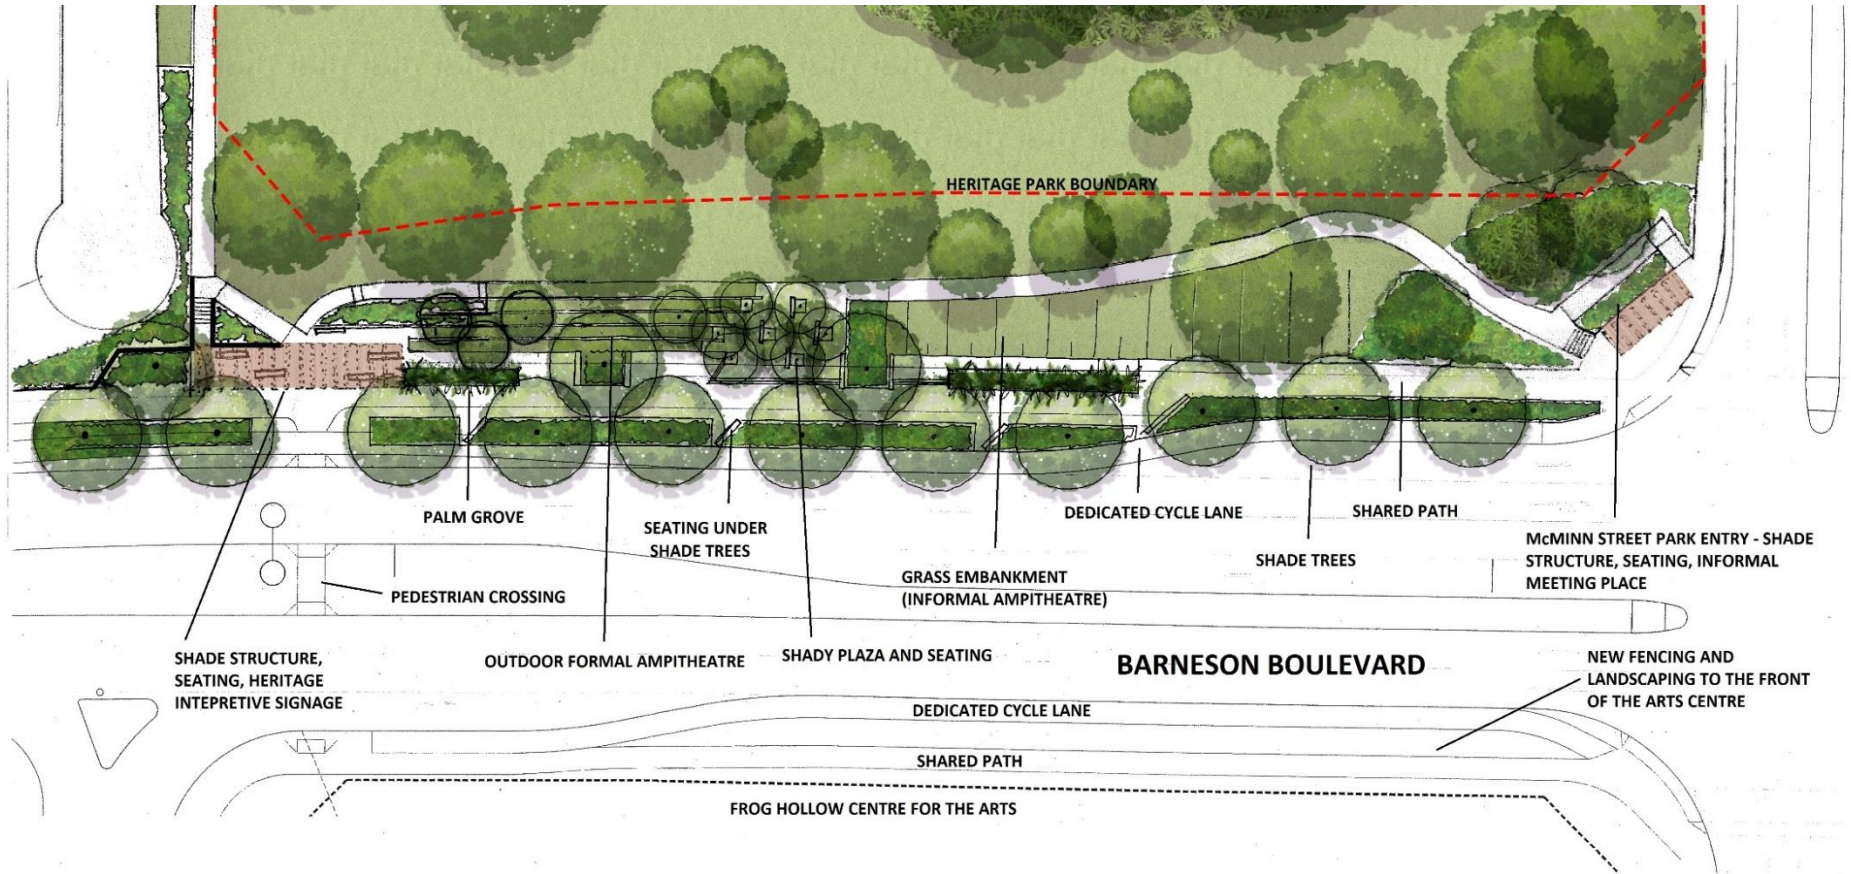 HERITAGE PARK BOUNDARY
PALM GROVE
SEATING UNDER
SHADE TREES
DEDICATED CYCLE LANE
SHARED PATH
SHADE TREES
McMINN STREET PARK ENTRY - SHADE
STRUCTURE, SEATING, INFORMAL
MEETING PLACE
GRASS EMBANKMENT
(INFORMAL AMPITHEATRE)
PEDESTRIAN CROSSING
SHADE STRUCTURE,
SEATING, HERITAGE
INTEPRETIVE SIGNAGE
OUTDOOR FORMAL AMPITHEATRE
SHADY PLAZA AND SEATING
BARNESON BOULEVARD
NEW FENCING AND
LANDSCAPING TO THE FRONT
OF THE ARTS CENTRE
DEDICATED CYCLE LANE
SHARED PATH
FROG HOLLOW CENTRE FOR THE ARTS